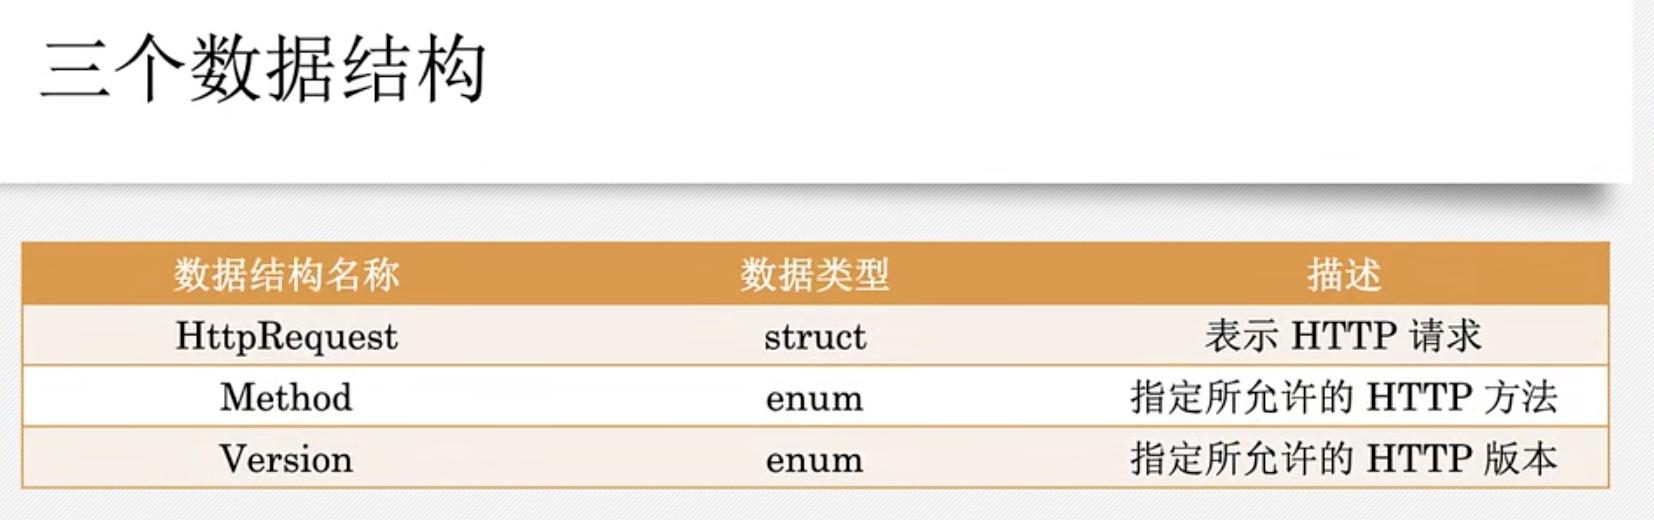 三个数据结构
数据结构名称 数据类型 描述
HttpRequest struct 表示 HTTP 请求
Method enum 指定所允许的 HTTP 方法
Version enum 指定所允许的 HTTP 版本